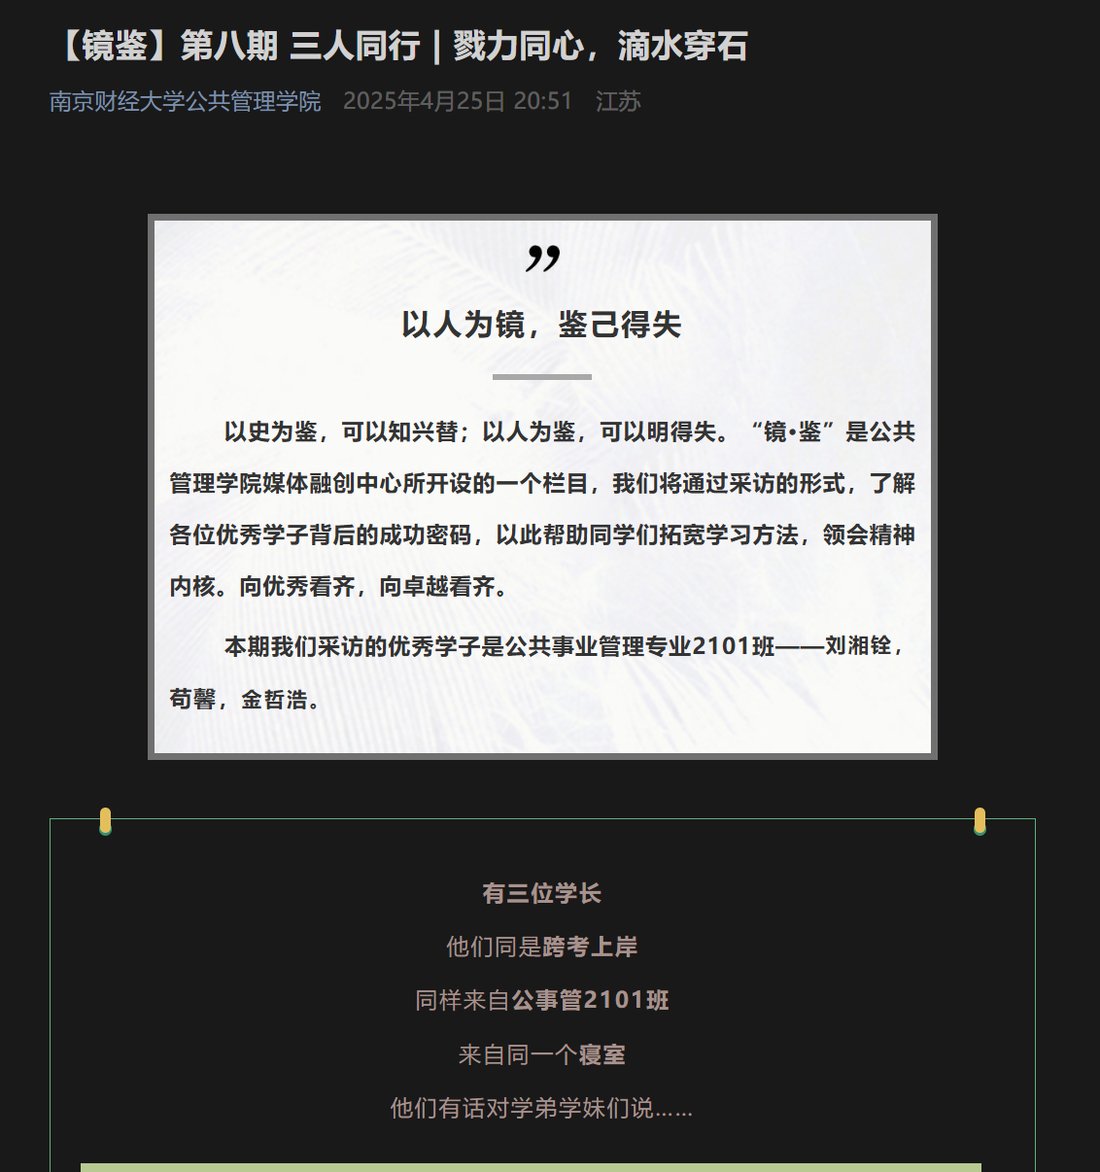 【镜鉴】第八期 三人同行 | 戮力同心，滴水穿石
南京财经大学公共管理学院 2025年4月25日 20:51 江苏
”
以人为镜，鉴己得失
以史为鉴，可以知兴替；以人为鉴，可以明得失。“镜•鉴”是公共
管理学院媒体融创中心所开设的一个栏目，我们将通过采访的形式，了解
各位优秀学子背后的成功密码，以此帮助同学们拓宽学习方法，领会精神
内核。向优秀看齐，向卓越看齐。
本期我们采访的优秀学子是公共事业管理专业2101班——刘湘铨，
荀馨，金哲浩。
有三位学长
他们同是跨考上岸
同样来自公事管2101班
来自同一个寝室
他们有话对学弟学妹们说……